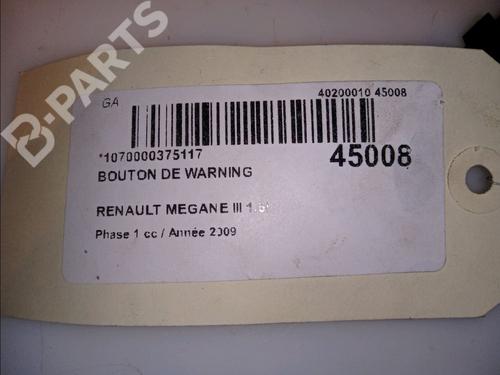 GA
40200010 45008
*1070000375117
45008
BOUTON DE WARNING
RENAULT MEGANE III
Phase 1 cc / Année 2009
B-PARTS